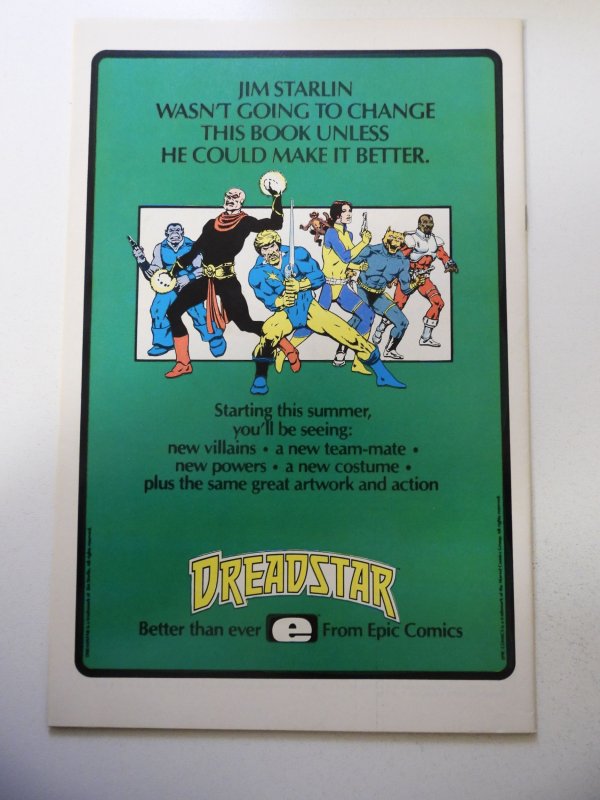 JIM STARLIN
WASN'T GOING TO CHANGE
THIS BOOK UNLESS
HE COULD MAKE IT BETTER.
Starting this summer,
you'll be seeing:
new villains • a new team-mate •
new powers • a new costume •
plus the same great artwork and action
DREADSTAR
Better than ever e From Epic Comics